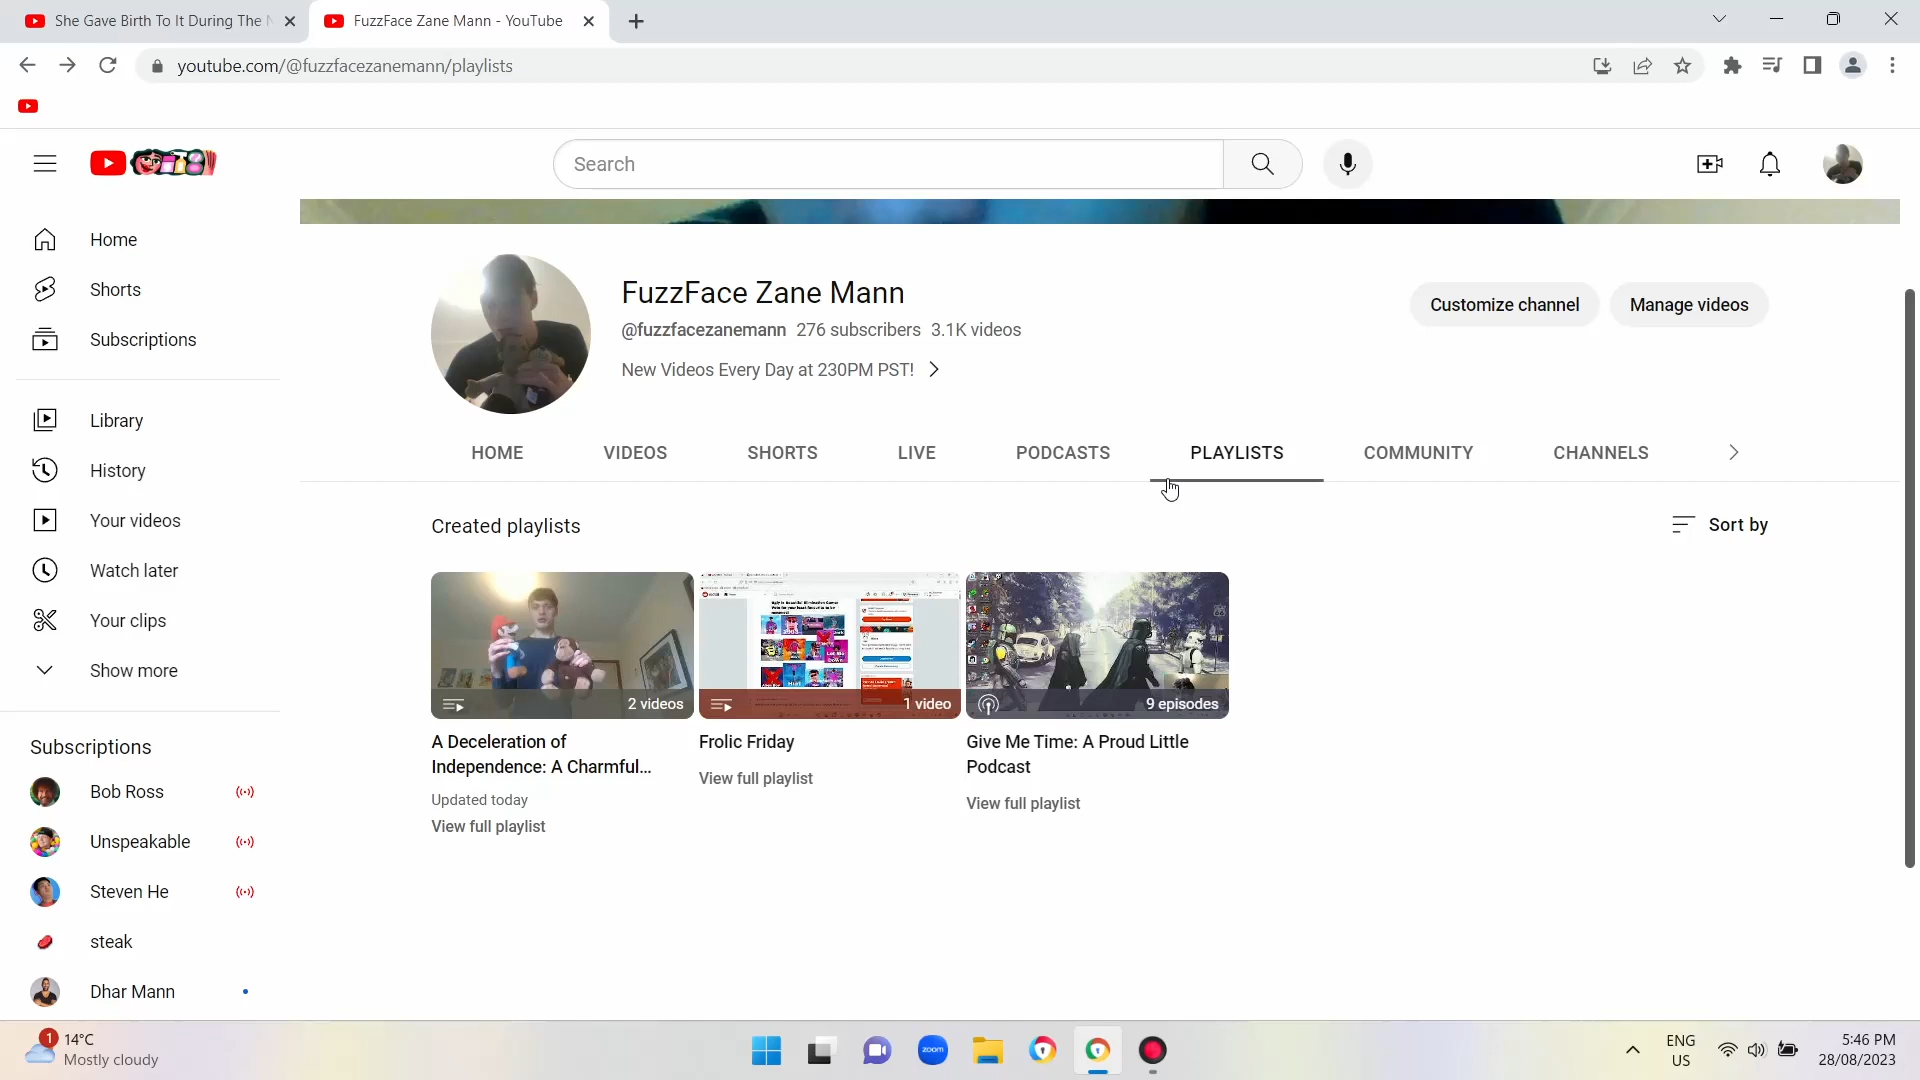 She Gave Birth To It During The
FuzzFace Zane Mann - YouTube
youtube.com/@fuzzfacezanemann/playlists
Search
Home
Shorts
Subscriptions
Library
History
Your videos
Watch later
Your clips
Show more
Subscriptions
Bob Ross
Unspeakable
Steven He
steak
Dhar Mann
FuzzFace Zane Mann
@fuzzfacezanemann 276 subscribers 3.1K videos
New Videos Every Day at 230PM PST!
Customize channel
Manage videos
HOME VIDEOS SHORTS LIVE PODCASTS PLAYLISTS COMMUNITY CHANNELS
Created playlists
Sort by
2 videos
A Deceleration of
Independence: A Charmful...
Updated today
View full playlist
1 video
Frolic Friday
View full playlist
9 episodes
Give Me Time: A Proud Little
Podcast
View full playlist
1
14°C
Mostly cloudy
zoom
ENG
US
5:46 PM
28/08/2023